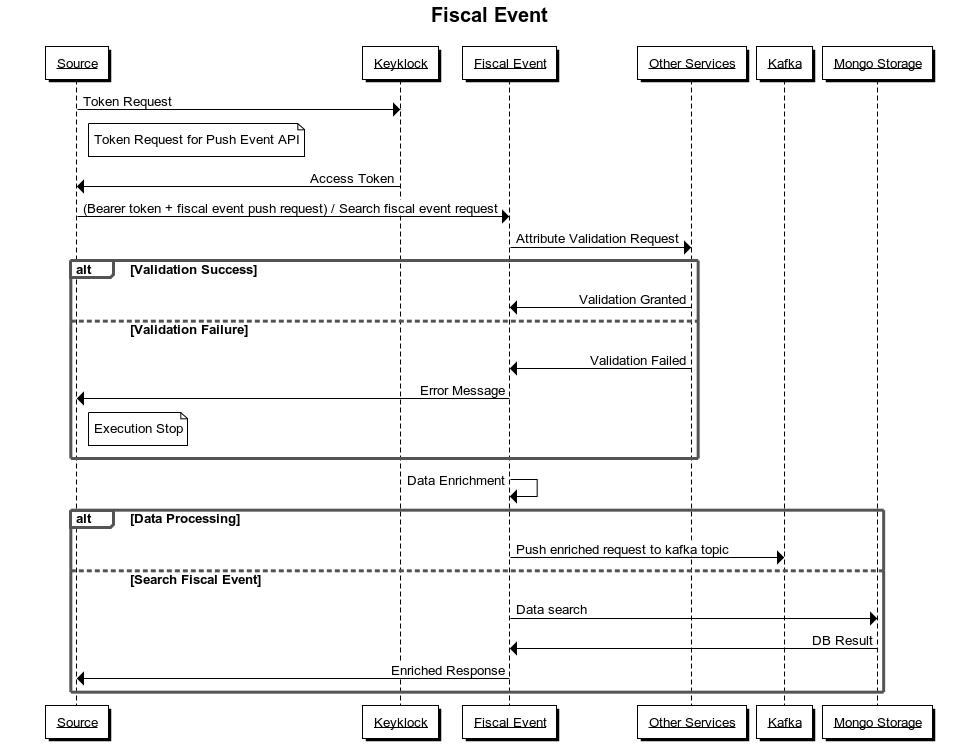 Fiscal Event
Source Keyklock Fiscal Event Other Services Kafka Mongo Storage
Token Request
Token Request for Push Event API
Access Token
(Bearer token + fiscal event push request) / Search fiscal event request
Attribute Validation Request
alt [Validation Success]
Validation Granted
[Validation Failure]
Validation Failed
Error Message
Execution Stop
Data Enrichment
alt [Data Processing]
Push enriched request to kafka topic
[Search Fiscal Event]
Data search
DB Result
Enriched Response
Source Keyklock Fiscal Event Other Services Kafka Mongo Storage